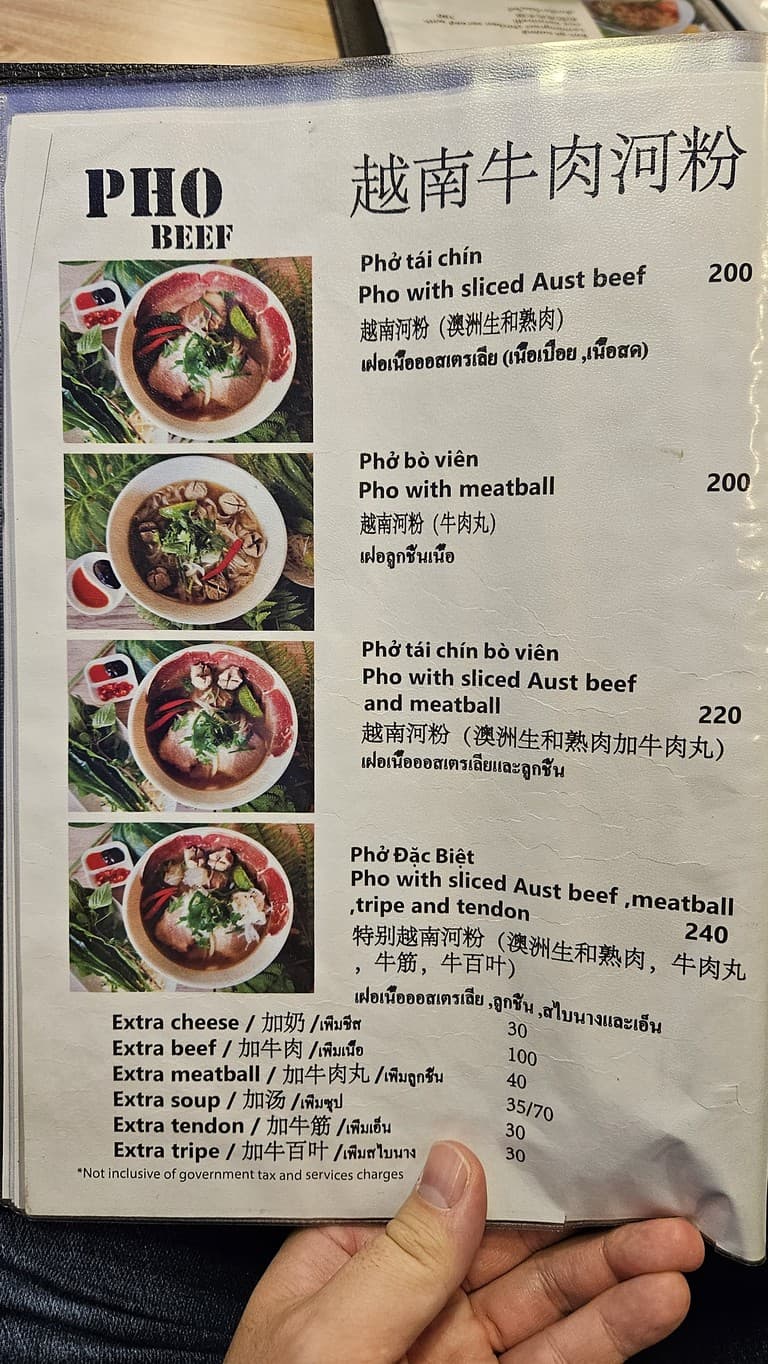 PHO
BEEF
越南牛肉河粉
Phở tái chín
Pho with sliced Aust beef 200
越南河粉 (澳洲生和熟肉)
เฝอเนื้อออสเตรเลีย (เนื้อเปื่อย ,เนื้อสด)
Phở bò viên
Pho with meatball 200
越南河粉 (牛肉丸)
เฝอลูกชิ้นเนื้อ
Phở tái chín bò viên
Pho with sliced Aust beef
and meatball 220
越南河粉 (澳洲生和熟肉加牛肉丸)
เฝอเนื้อออสเตรเลียและลูกชิ้น
Phở Đặc Biệt
Pho with sliced Aust beef ,meatball
,tripe and tendon 240
特别越南河粉 (澳洲生和熟肉, 牛肉丸
, 牛筋, 牛百叶)
เฝอเนื้อออสเตรเลีย ,ลูกชิ้น ,สไบนางและเอ็น
Extra cheese / 加奶 /เพิ่มชีส 30
Extra beef / 加牛肉 /เพิ่มเนื้อ 100
Extra meatball / 加牛肉丸 /เพิ่มลูกชิ้น 40
Extra soup / 加汤 /เพิ่มซุป 35/70
Extra tendon / 加牛筋 /เพิ่มเอ็น 30
Extra tripe / 加牛百叶 /เพิ่มสไบนาง 30
*Not inclusive of government tax and services charges